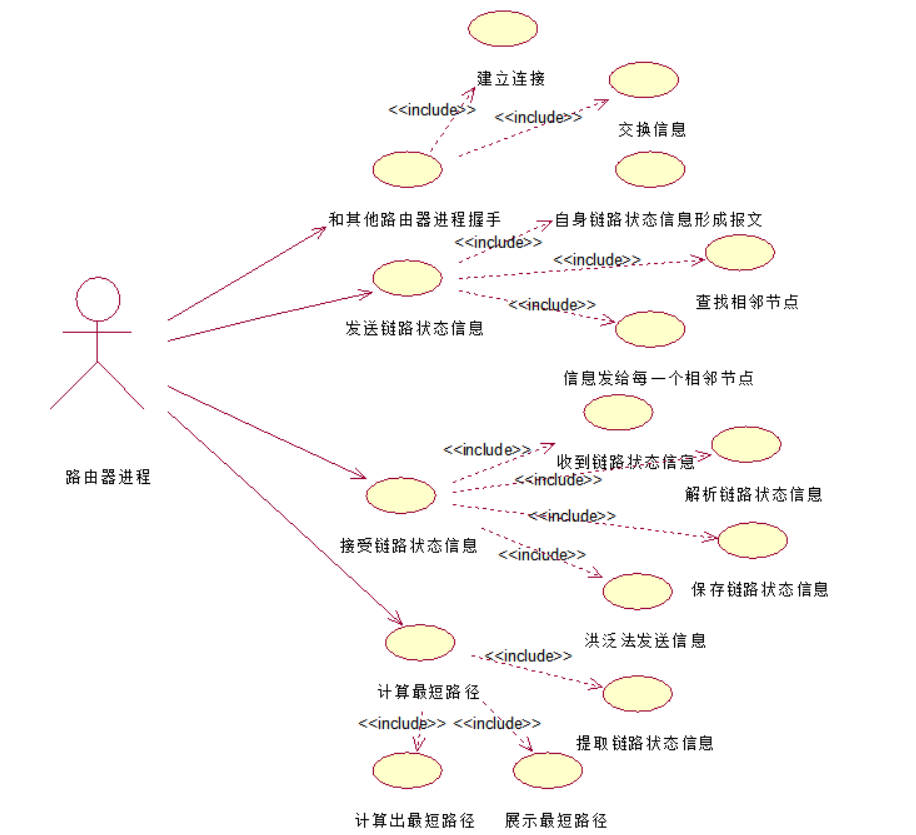 建立连接
<<include>>
<<include>>
交换信息
和其他路由器进程握手
自身链路状态信息形成报文
<<include>>
<<include>>
查找相邻节点
<<include>>
发送链路状态信息
信息发给每一个相邻节点
<<include>>
收到链路状态信息
路由器进程
<<include>>
解析链路状态信息
<<include>>
接受链路状态信息
<<include>>
保存链路状态信息
洪泛法发送信息
<<include>>
计算最短路径
<<include>>
<<include>>
提取链路状态信息
计算出最短路径
展示最短路径